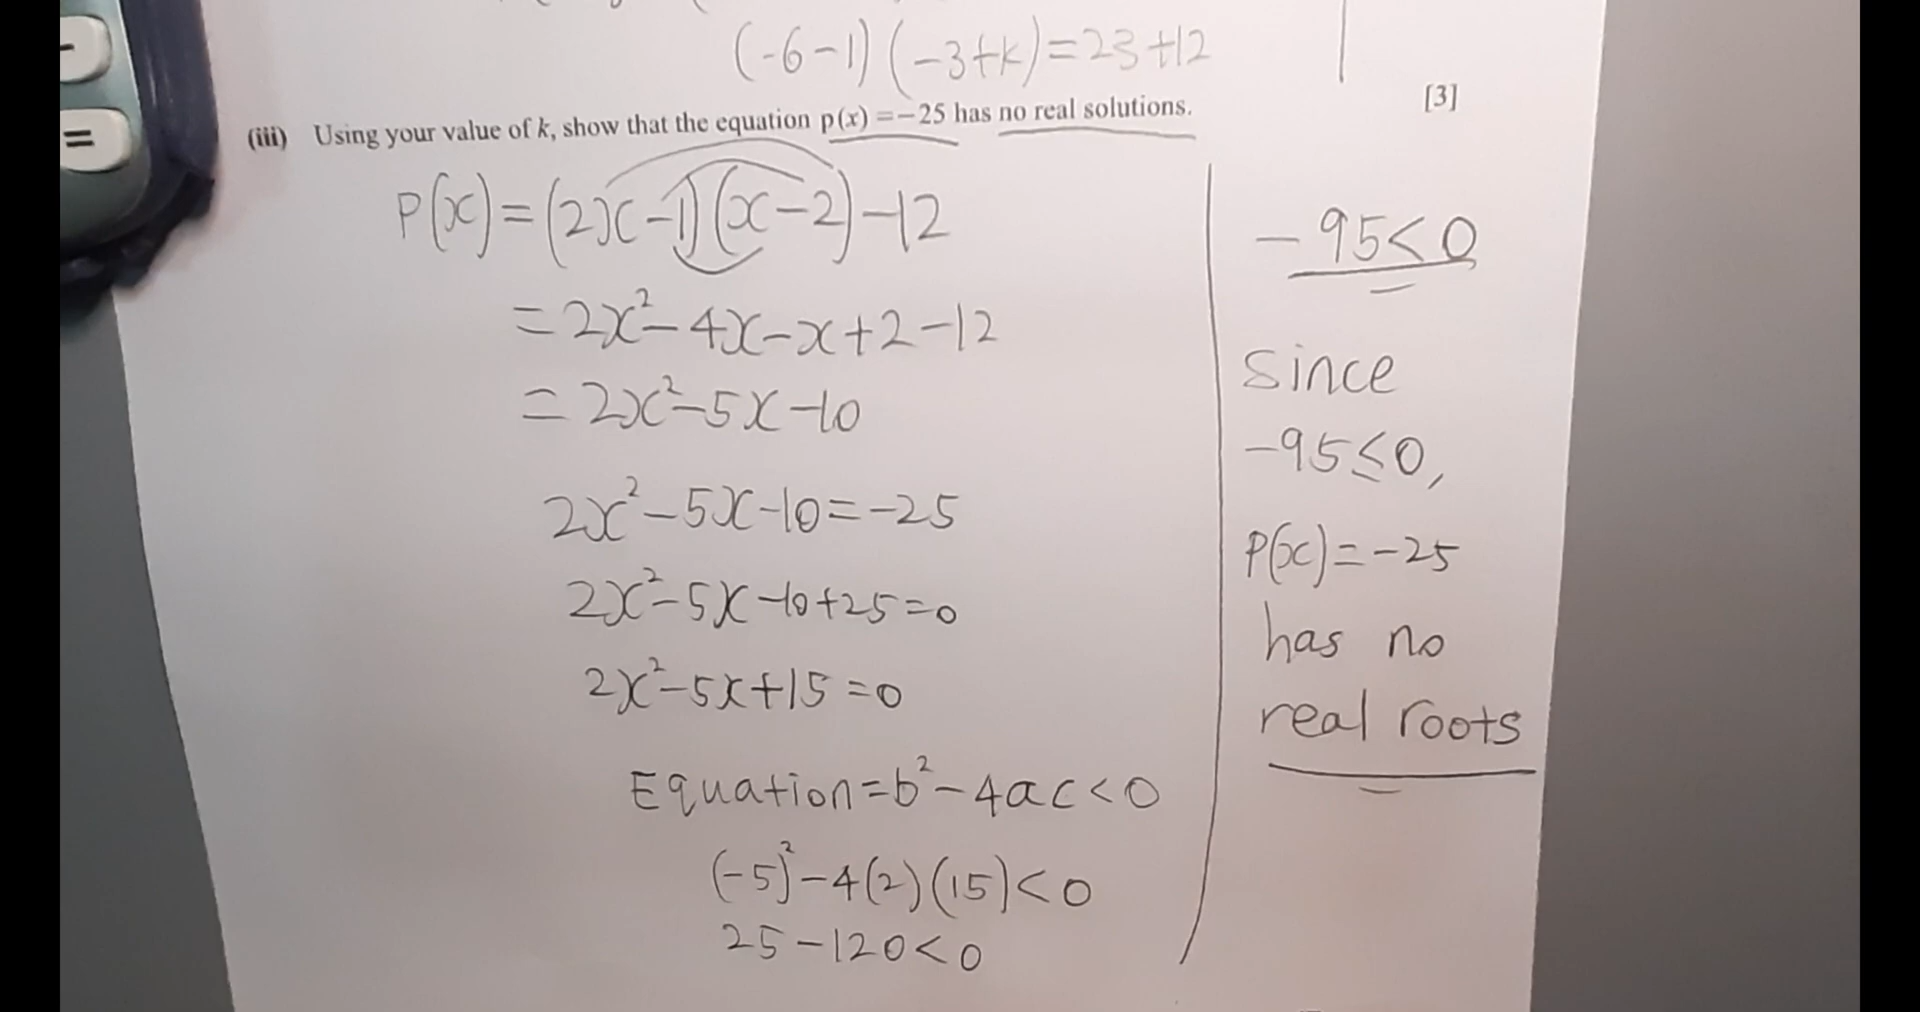 (-6-1)(-3+k)=23+12
[3]
(iii) Using your value of k, show that the equation p(x) = -25 has no real solutions.
P(x)=(2x-1)(x-2)-12
=2x²-4x-x+2-12
=2x²-5x-10
2x²-5x-10=-25
2x²-5x-10+25=0
2x²-5x+15=0
Equation=b²-4ac<0
(-5)²-4(2)(15)<0
25-120<0
-95<0
since
-95≤0,
P(x)=-25
has no
real roots